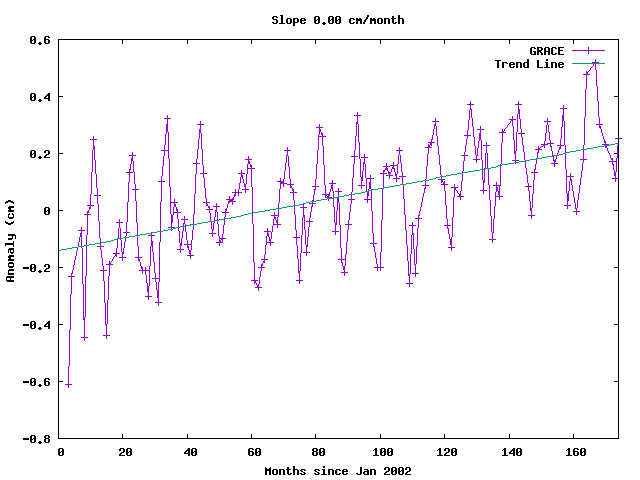 Slope 0.00 cm/month
GRACE
Trend Line
0.6
0.4
0.2
0
-0.2
-0.4
-0.6
-0.8
Anomaly (cm)
0 20 40 60 80 100 120 140 160
Months since Jan 2002